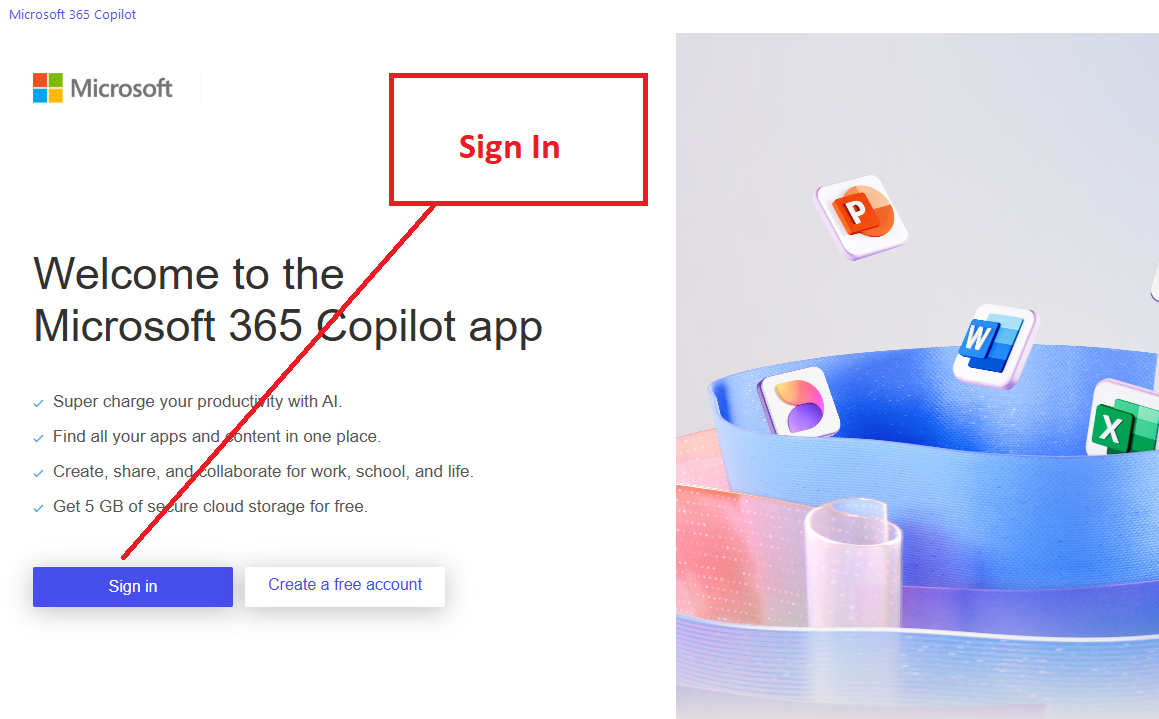 Microsoft 365 Copilot
Microsoft
Sign In
Welcome to the
Microsoft 365 Copilot app
Super charge your productivity with AI.
Find all your apps and content in one place.
Create, share, and collaborate for work, school, and life.
Get 5 GB of secure cloud storage for free.
Sign in
Create a free account
P
W
X